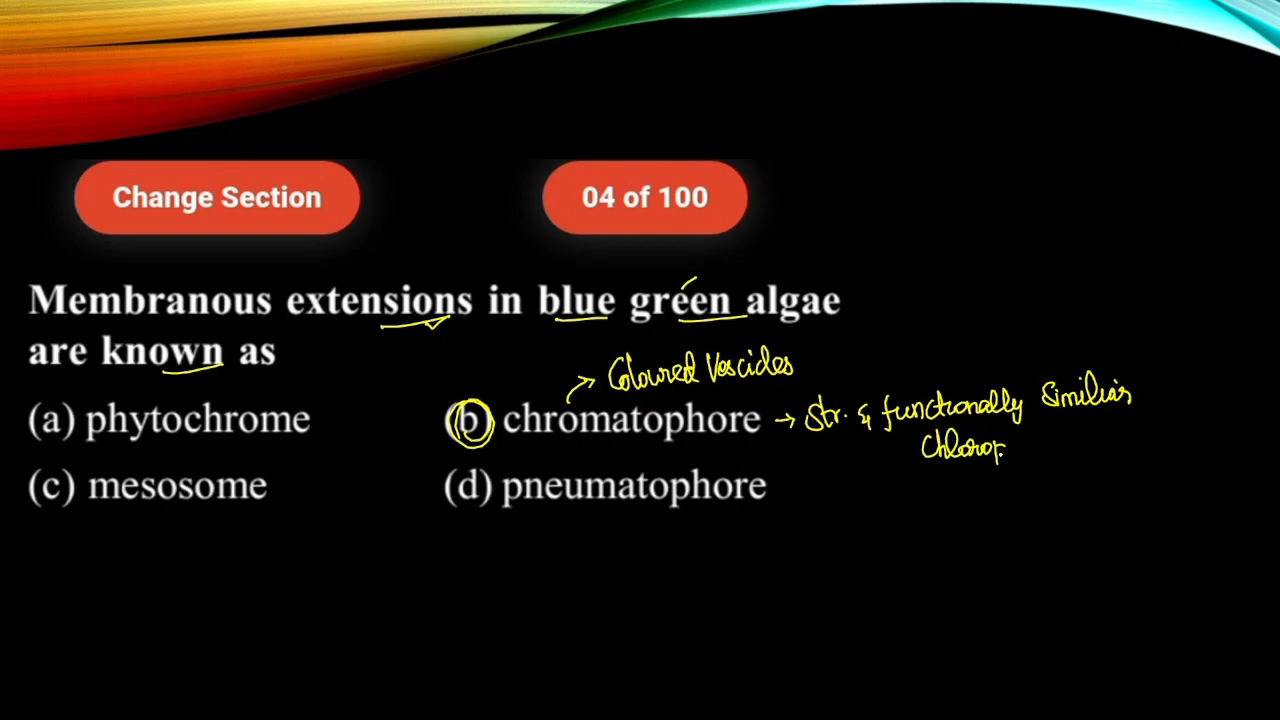 Change Section
04 of 100
Membranous extensions in blue green algae
are known as
Coloured Vescicles
(a) phytochrome
(b) chromatophore → Str. & functionally Similar
Chlorop.
(c) mesosome
(d) pneumatophore